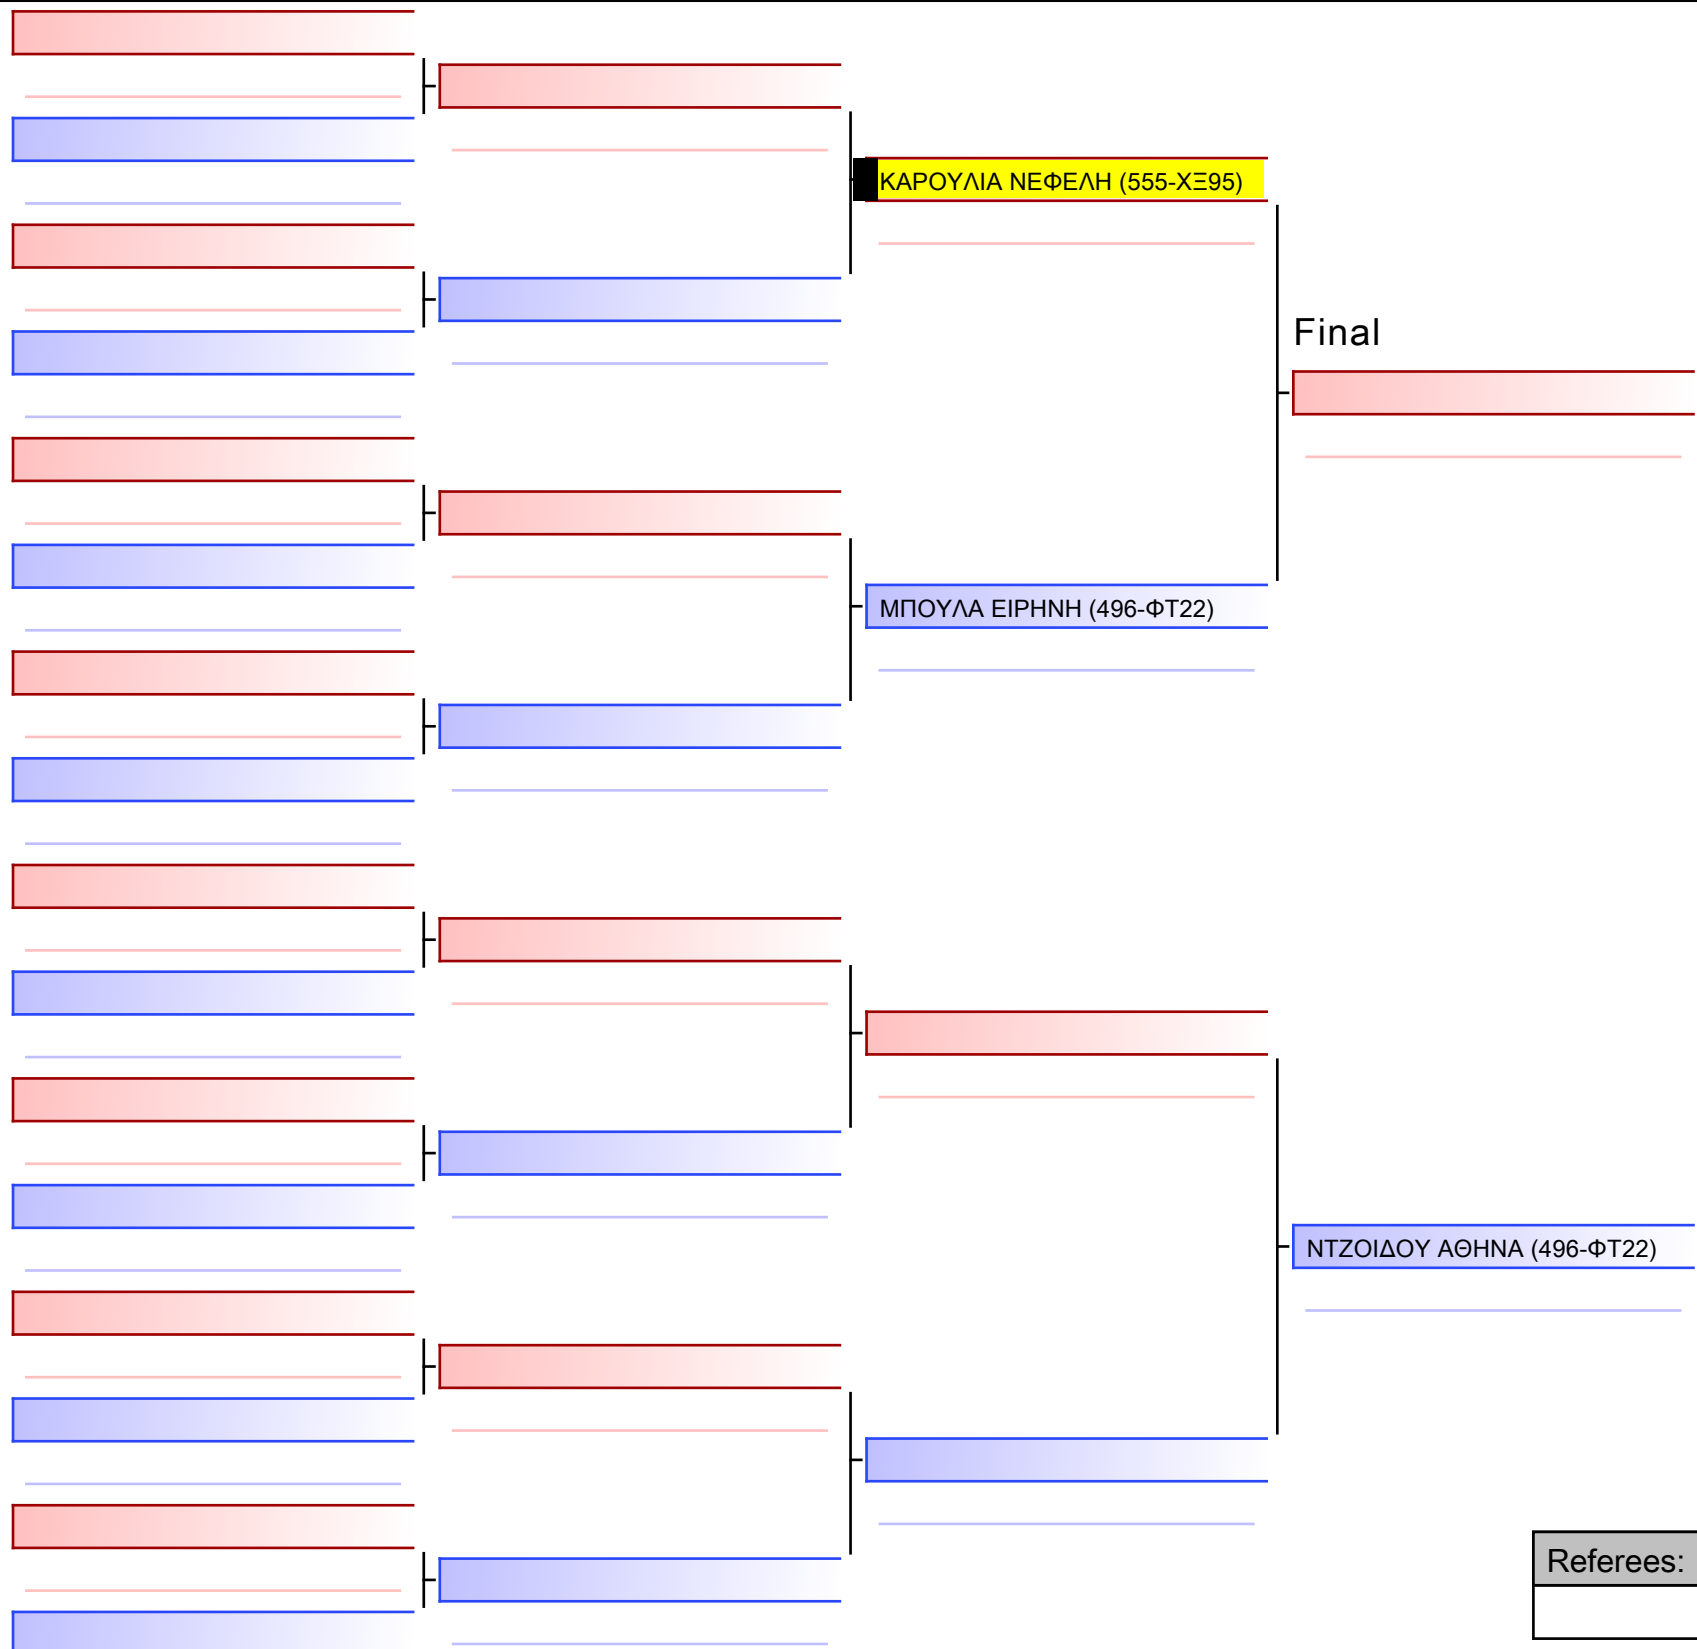 ΚΑΡΟΥΛΙΑ ΝΕΦΕΛΗ (555-ΧΞ95)
Final
ΜΠΟΥΛΑ ΕΙΡΗΝΗ (496-ΦΤ22)
ΝΤΖΟΙΔΟΥ ΑΘΗΝΑ (496-ΦΤ22)
Referees: